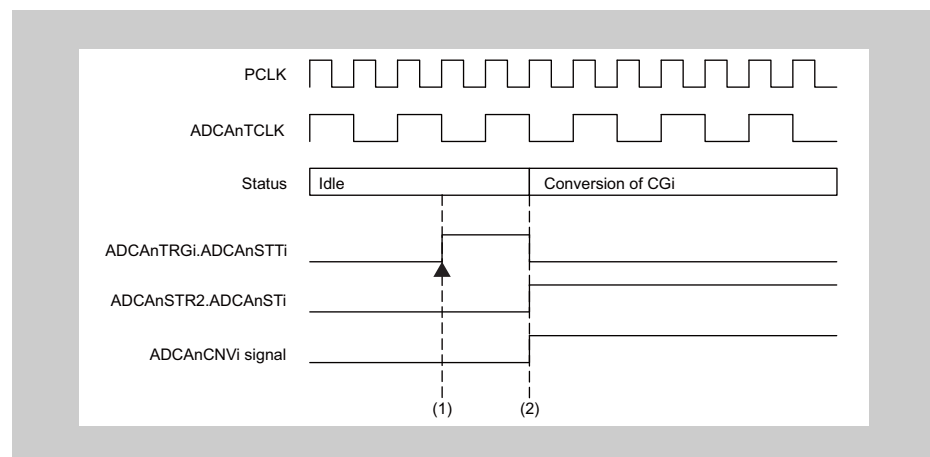 PCLK
ADCAnTCLK
Status Idle Conversion of CGi
ADCAnTRGi.ADCAnSTTi
ADCAnSTR2.ADCAnSTi
ADCAnCNVi signal
(1) (2)